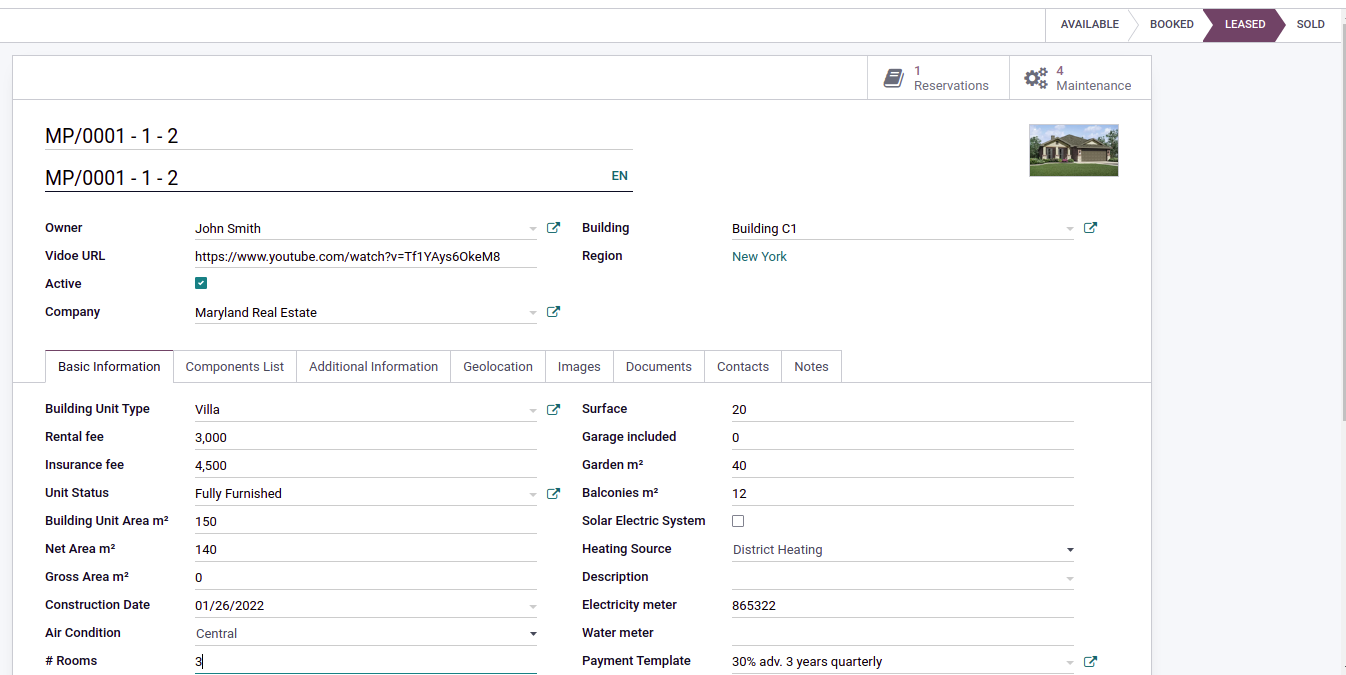 AVAILABLE BOOKED LEASED SOLD
1
Reservations
4
Maintenance
MP/0001 - 1 - 2
MP/0001 - 1 - 2 EN
Owner John Smith Building Building C1
Vidoe URL https://www.youtube.com/watch?v=Tf1YAys6OkeM8 Region New York
Active
Company Maryland Real Estate
Basic Information Components List Additional Information Geolocation Images Documents Contacts Notes
Building Unit Type Villa Surface 20
Rental fee 3,000 Garage included 0
Insurance fee 4,500 Garden m² 40
Unit Status Fully Furnished Balconies m² 12
Building Unit Area m² 150 Solar Electric System
Net Area m² 140 Heating Source District Heating
Gross Area m² 0 Description
Construction Date 01/26/2022 Electricity meter 865322
Air Condition Central Water meter
# Rooms 3 Payment Template 30% adv. 3 years quarterly